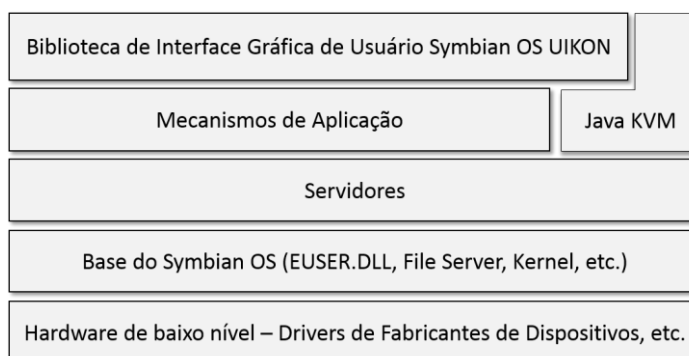 Biblioteca de Interface Gráfica de Usuário Symbian OS UIKON
Mecanismos de Aplicação
Java KVM
Servidores
Base do Symbian OS (EUSER.DLL, File Server, Kernel, etc.)
Hardware de baixo nível – Drivers de Fabricantes de Dispositivos, etc.